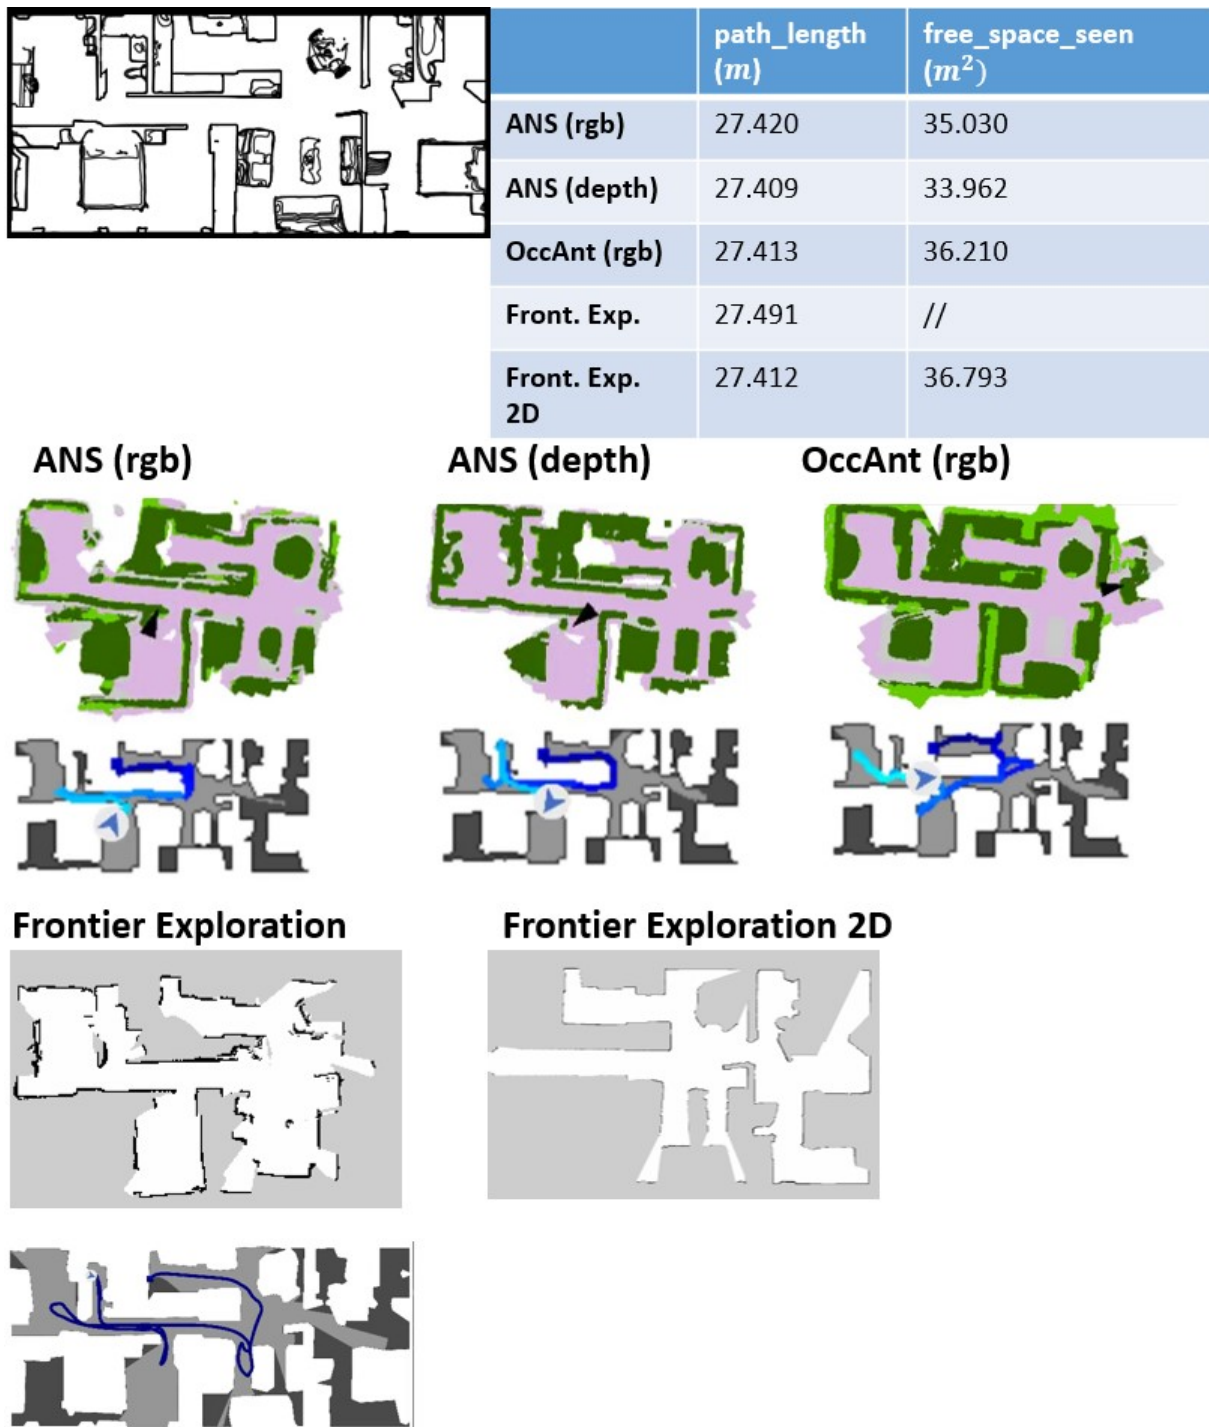 path_length free_space_seen
(m) (m²)
ANS (rgb) 27.420 35.030
ANS (depth) 27.409 33.962
OccAnt (rgb) 27.413 36.210
Front. Exp. 27.491 //
Front. Exp. 27.412 36.793
2D
ANS (rgb) ANS (depth) OccAnt (rgb)
Frontier Exploration Frontier Exploration 2D